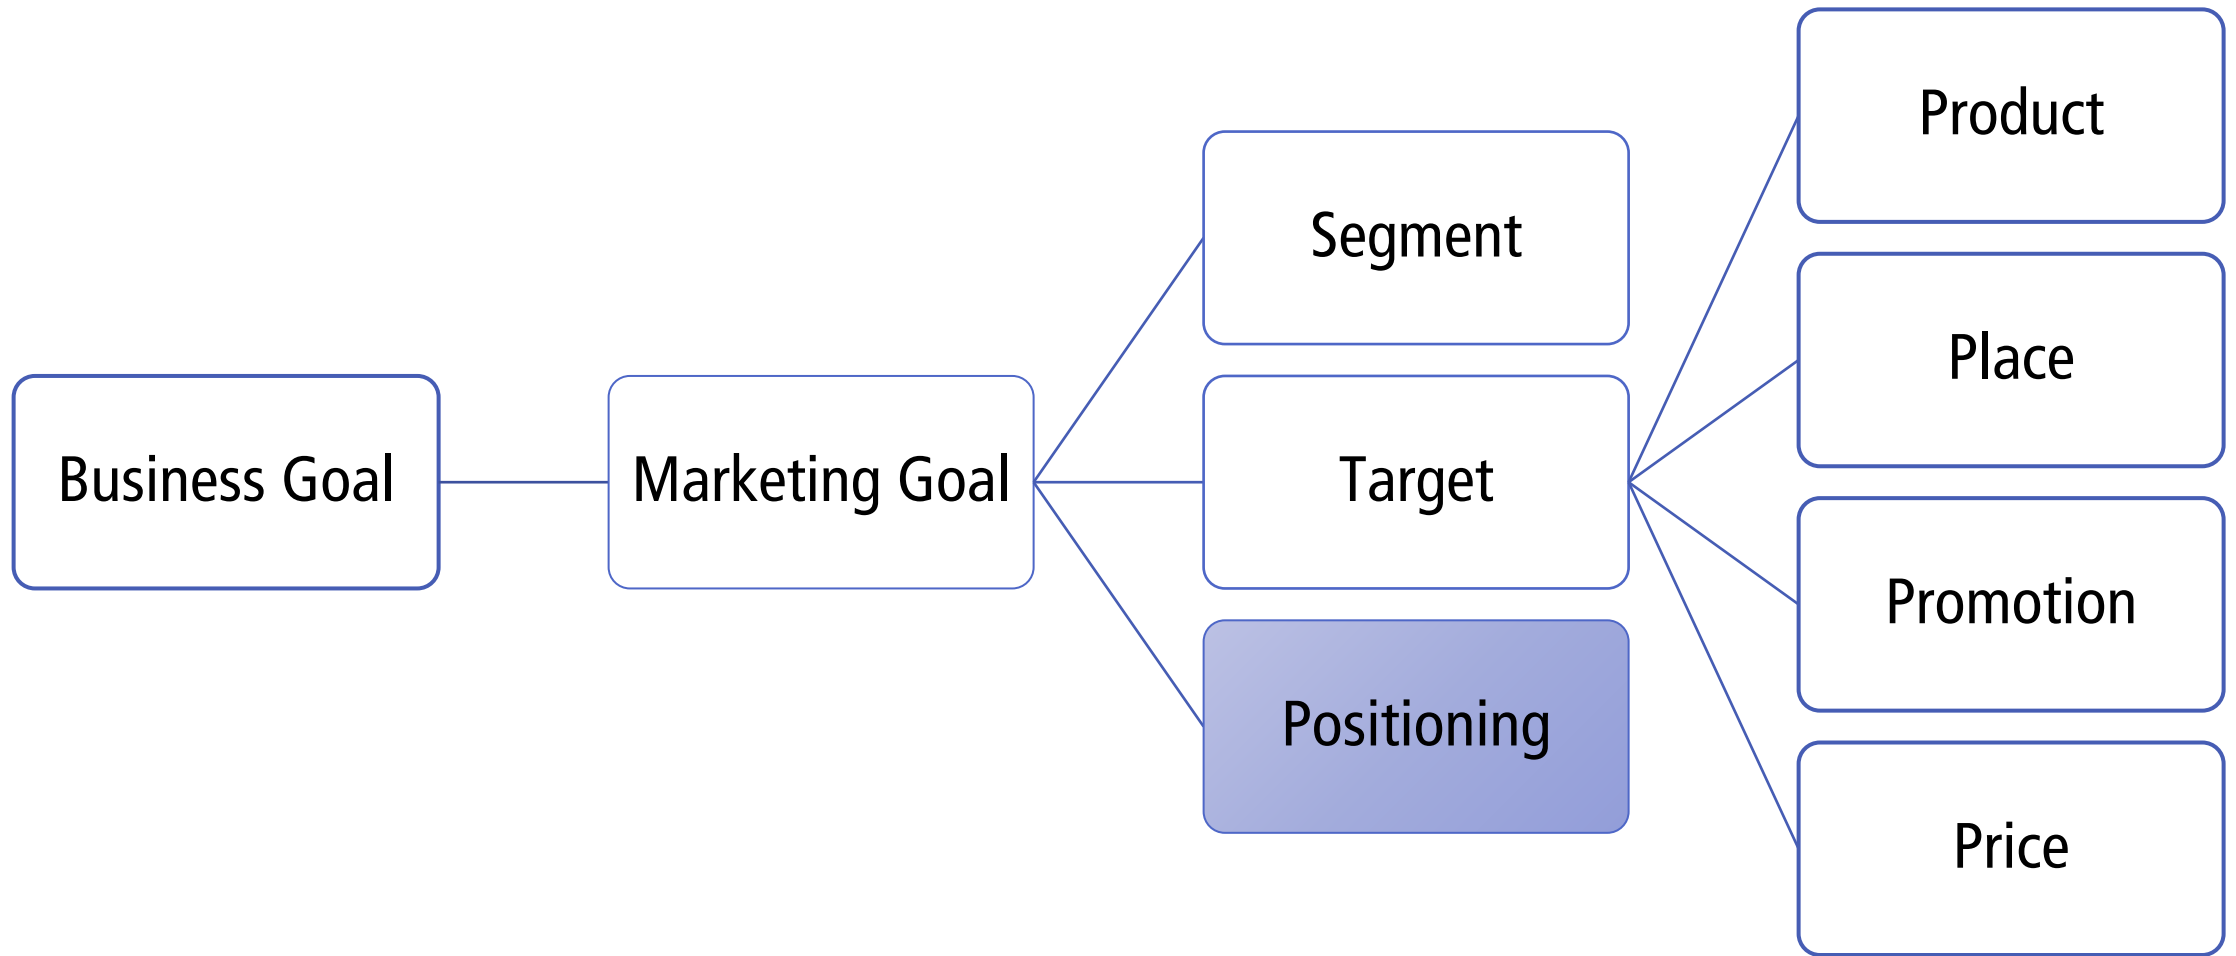 Business Goal
Marketing Goal
Segment
Target
Positioning
Product
Place
Promotion
Price